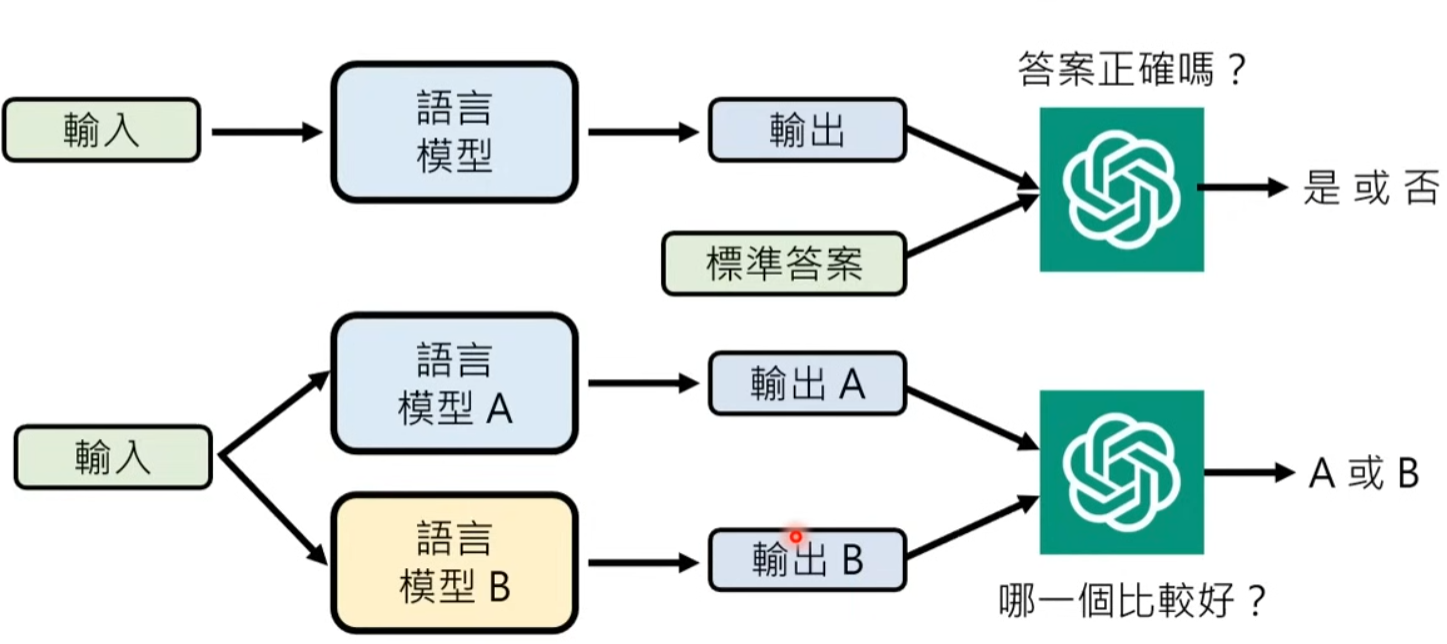 答案正確嗎？
輸入
語言
模型
輸出
是 或 否
標準答案
語言
模型 A
輸出 A
輸入
A 或 B
語言
模型 B
輸出 B
哪一個比較好？